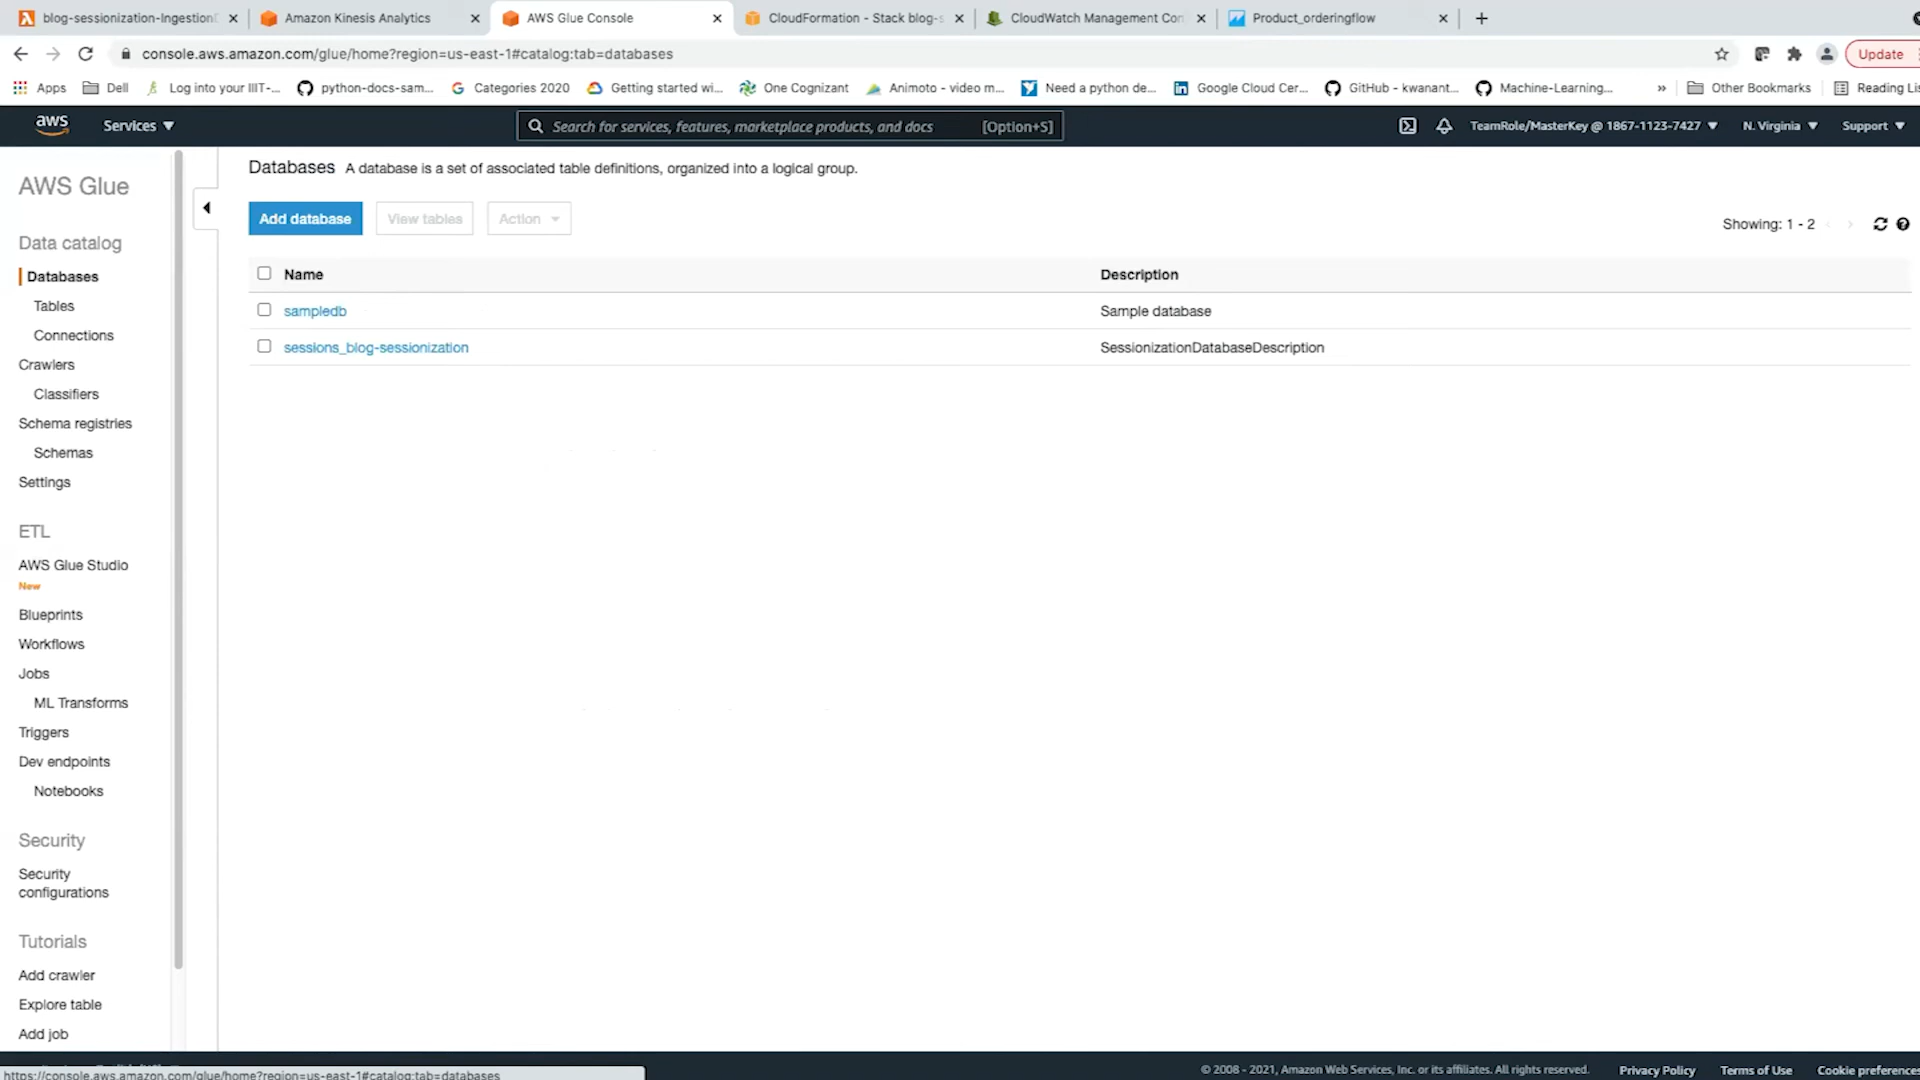 blog-sessionization-Ingestion
Amazon Kinesis Analytics
AWS Glue Console
CloudFormation - Stack blog-s
CloudWatch Management Con
Product_orderingflow
console.aws.amazon.com/glue/home?region=us-east-1#catalog:tab=databases
Update
Apps
Dell
Log into your IIIT-...
python-docs-sam...
Categories 2020
Getting started wi...
One Cognizant
Animoto - video m...
Need a python de...
Google Cloud Cer...
GitHub - kwanant...
Machine-Learning...
»
Other Bookmarks
Reading Lis
aws
Services ▼
Search for services, features, marketplace products, and docs
[Option+S]
TeamRole/MasterKey @ 1867-1123-7427 ▼
N. Virginia ▼
Support ▼
AWS Glue
Data catalog
Databases
Tables
Connections
Crawlers
Classifiers
Schema registries
Schemas
Settings
ETL
AWS Glue Studio
New
Blueprints
Workflows
Jobs
ML Transforms
Triggers
Dev endpoints
Notebooks
Security
Security
configurations
Tutorials
Add crawler
Explore table
Add job
Databases A database is a set of associated table definitions, organized into a logical group.
Add database
View tables
Action
Showing: 1 - 2
Name
Description
sampledb
Sample database
sessions_blog-sessionization
SessionizationDatabaseDescription
https://console.aws.amazon.com/glue/home?region=us-east-1#catalog:tab=databases
© 2008 - 2021, Amazon Web Services, Inc. or its affiliates. All rights reserved.
Privacy Policy
Terms of Use
Cookie preferences